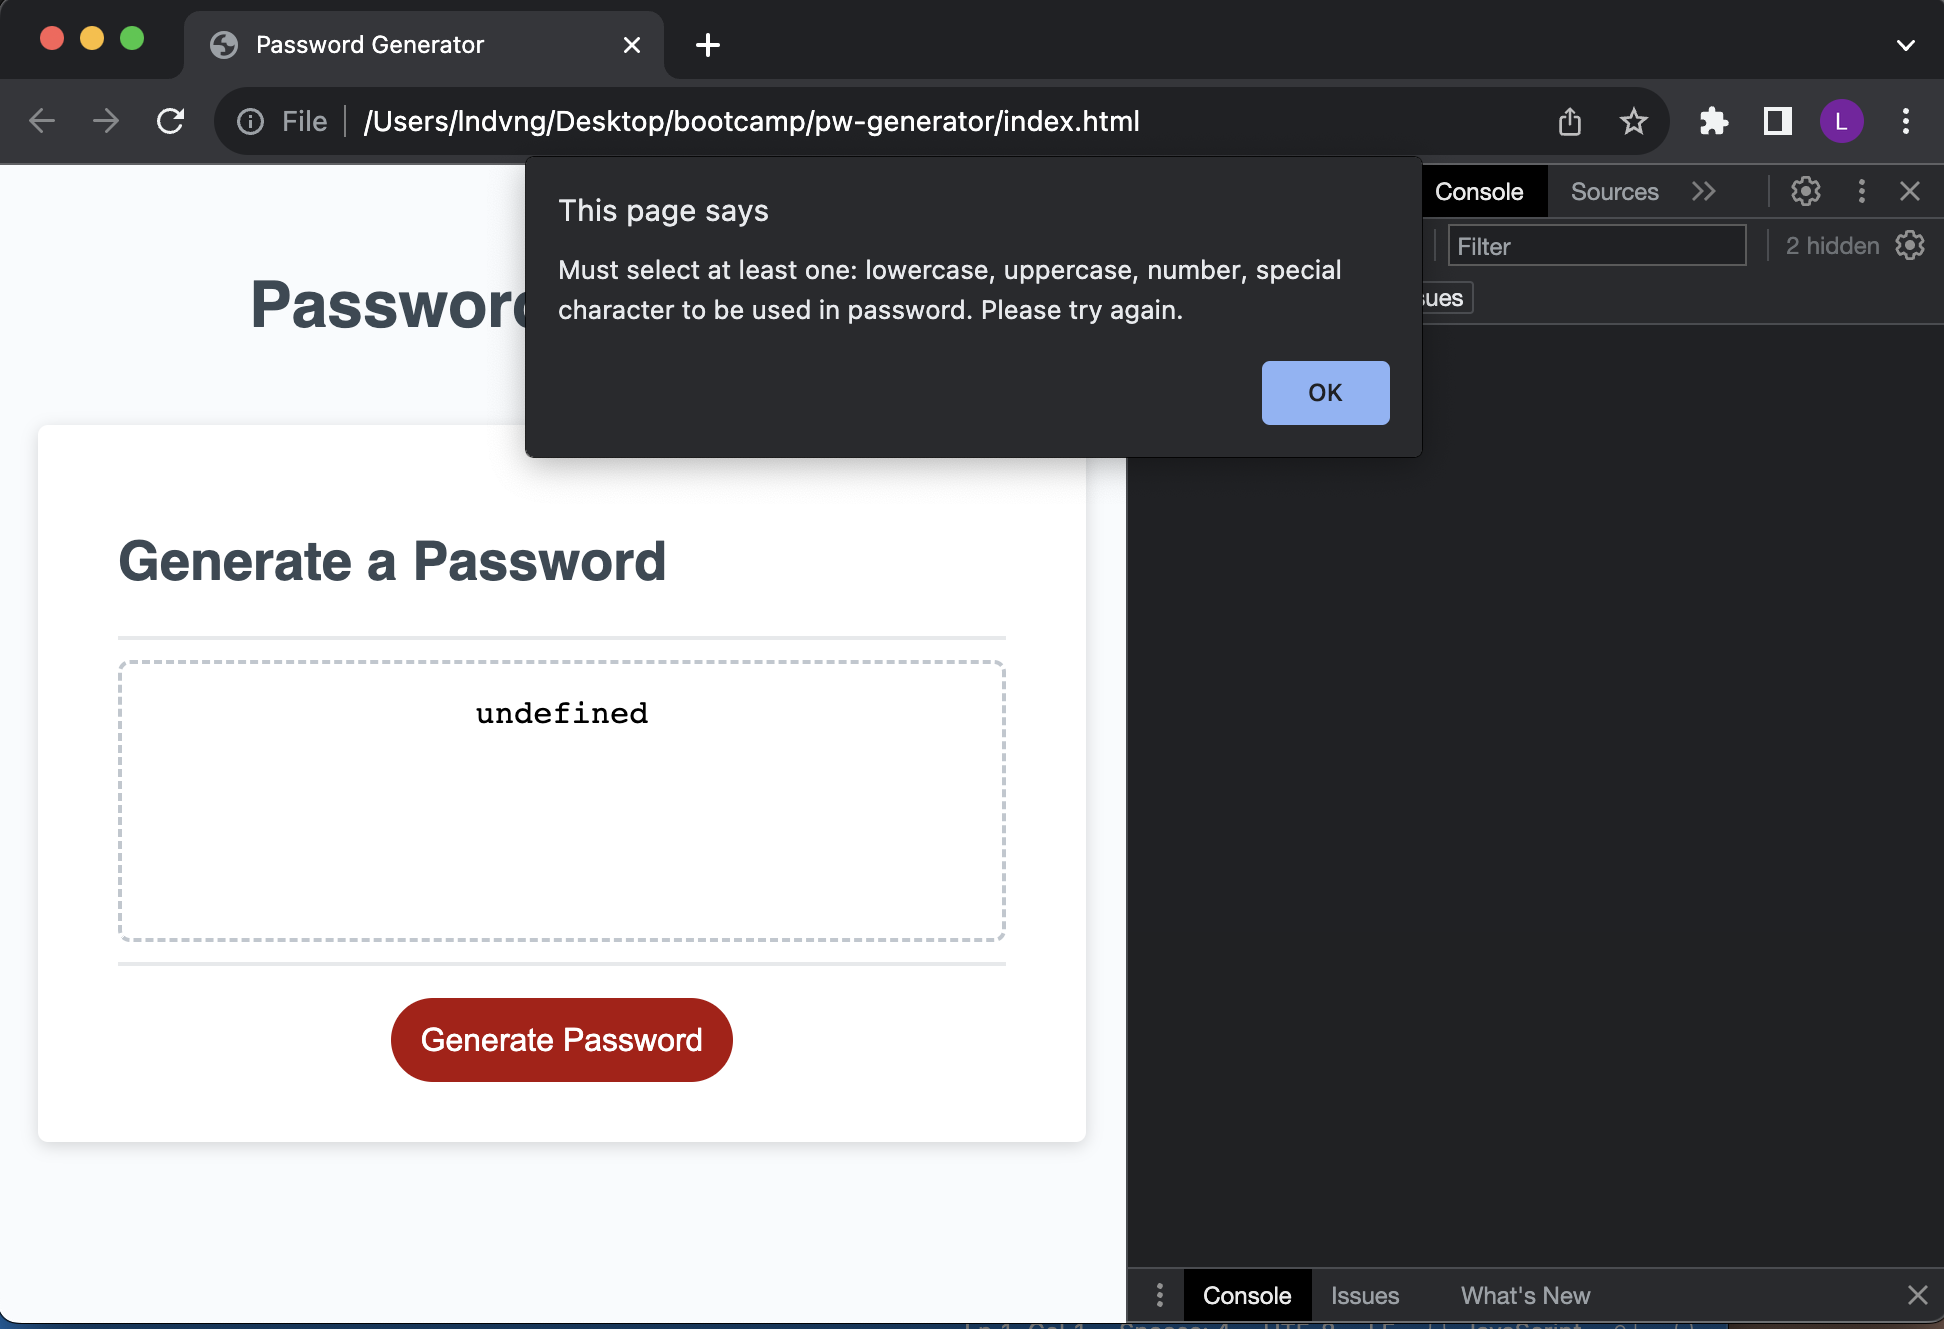 Password Generator
File
/Users/lndvng/Desktop/bootcamp/pw-generator/index.html
L
This page says
Must select at least one: lowercase, uppercase, number, special
character to be used in password. Please try again.
OK
Console
Sources
Filter
2 hidden
sues
Password
Generate a Password
undefined
Generate Password
Console
Issues
What's New